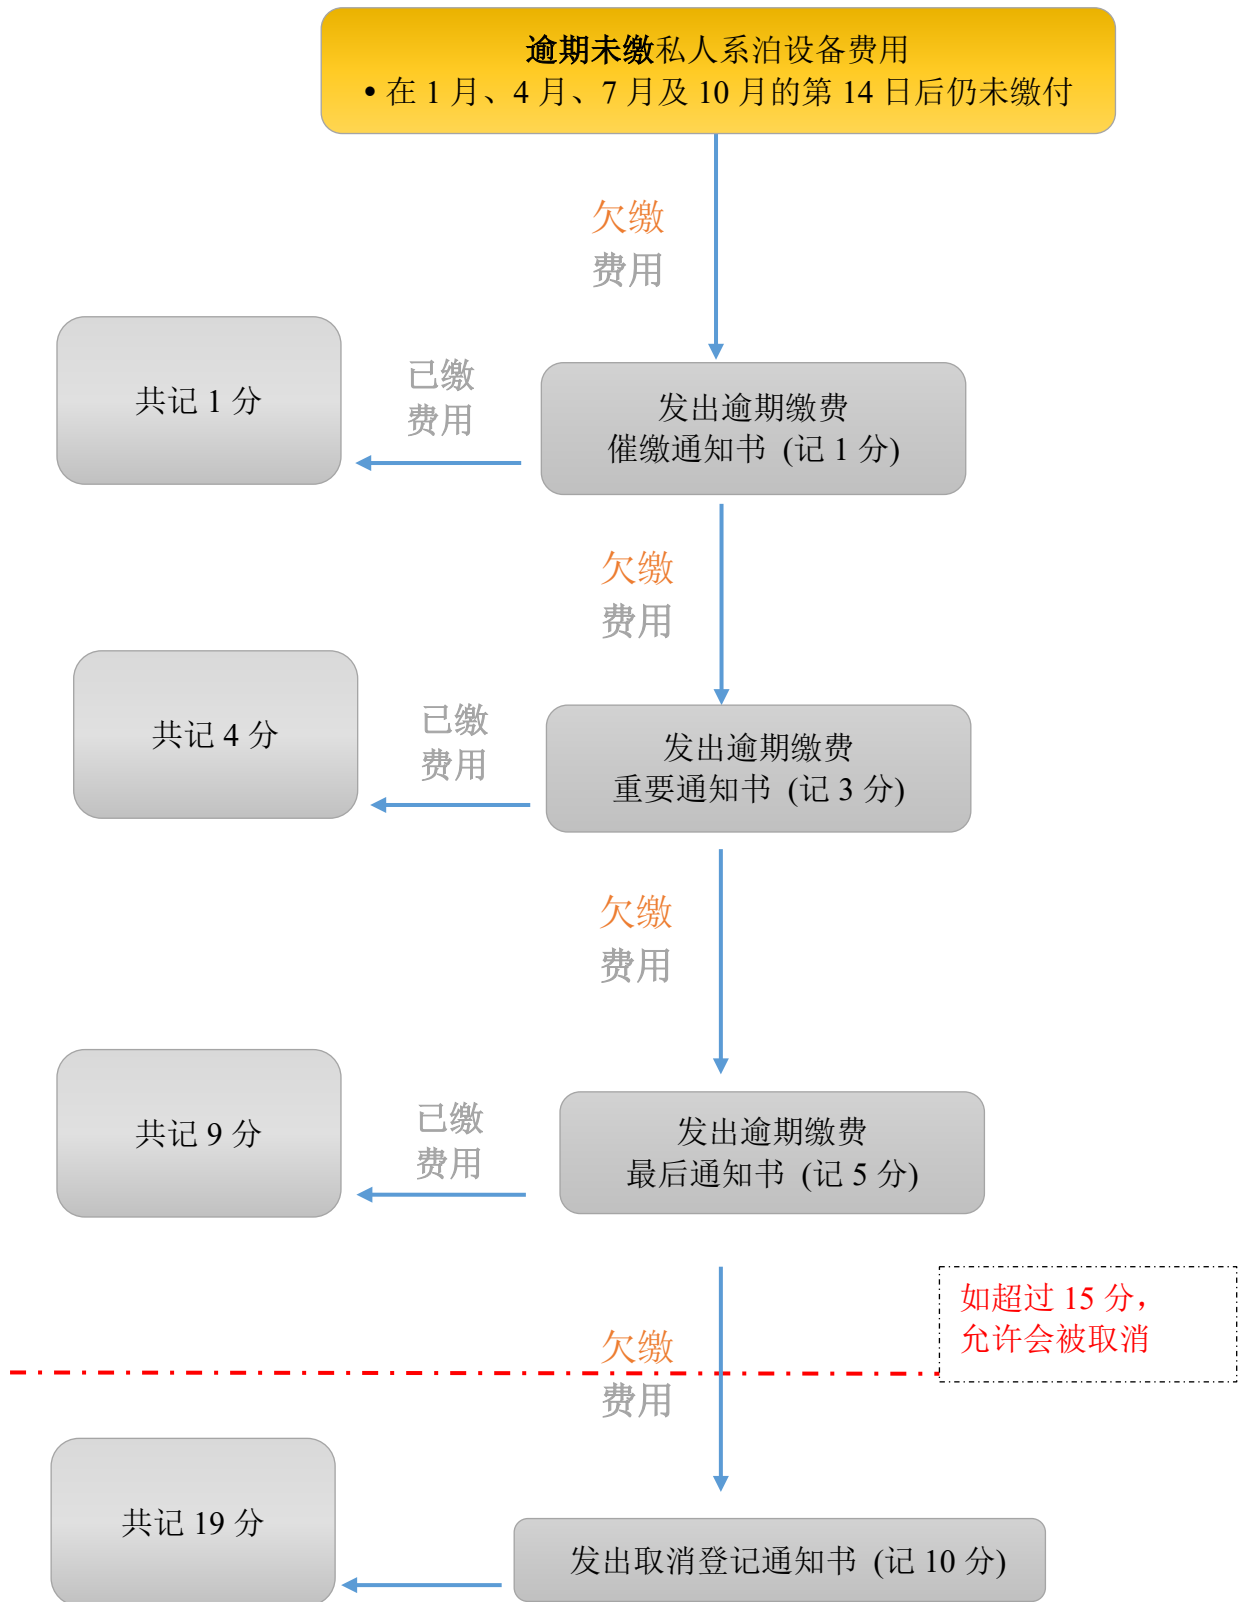 逾期未缴私人系泊设备费用
• 在 1 月、4 月、7 月及 10 月的第 14 日后仍未缴付
欠缴
费用
共记 1 分
已缴
费用
发出逾期缴费
催缴通知书 (记 1 分)
欠缴
费用
共记 4 分
已缴
费用
发出逾期缴费
重要通知书 (记 3 分)
欠缴
费用
共记 9 分
已缴
费用
发出逾期缴费
最后通知书 (记 5 分)
如超过 15 分，
允许会被取消
欠缴
费用
共记 19 分
发出取消登记通知书 (记 10 分)